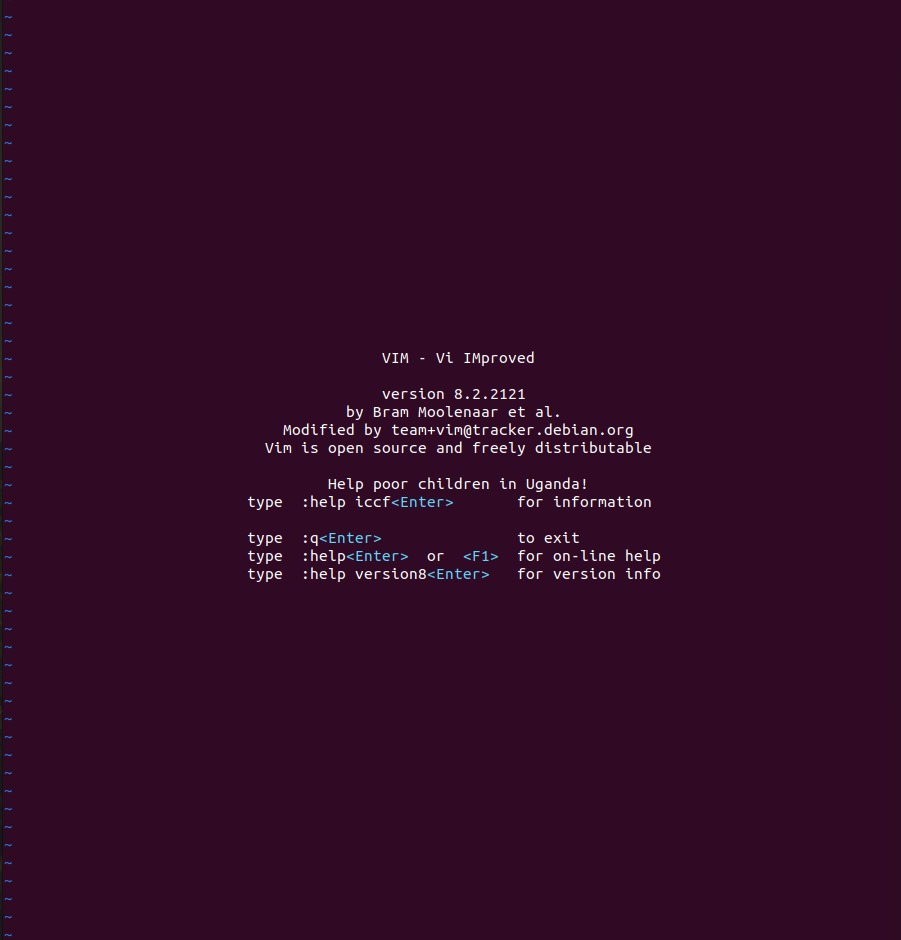 VIM - Vi IMproved
version 8.2.2121
by Bram Moolenaar et al.
Modified by team+vim@tracker.debian.org
Vim is open source and freely distributable
Help poor children in Uganda!
type  :help iccf<Enter>       for information
type  :q<Enter>               to exit
type  :help<Enter>  or  <F1>  for on-line help
type  :help version8<Enter>   for version info